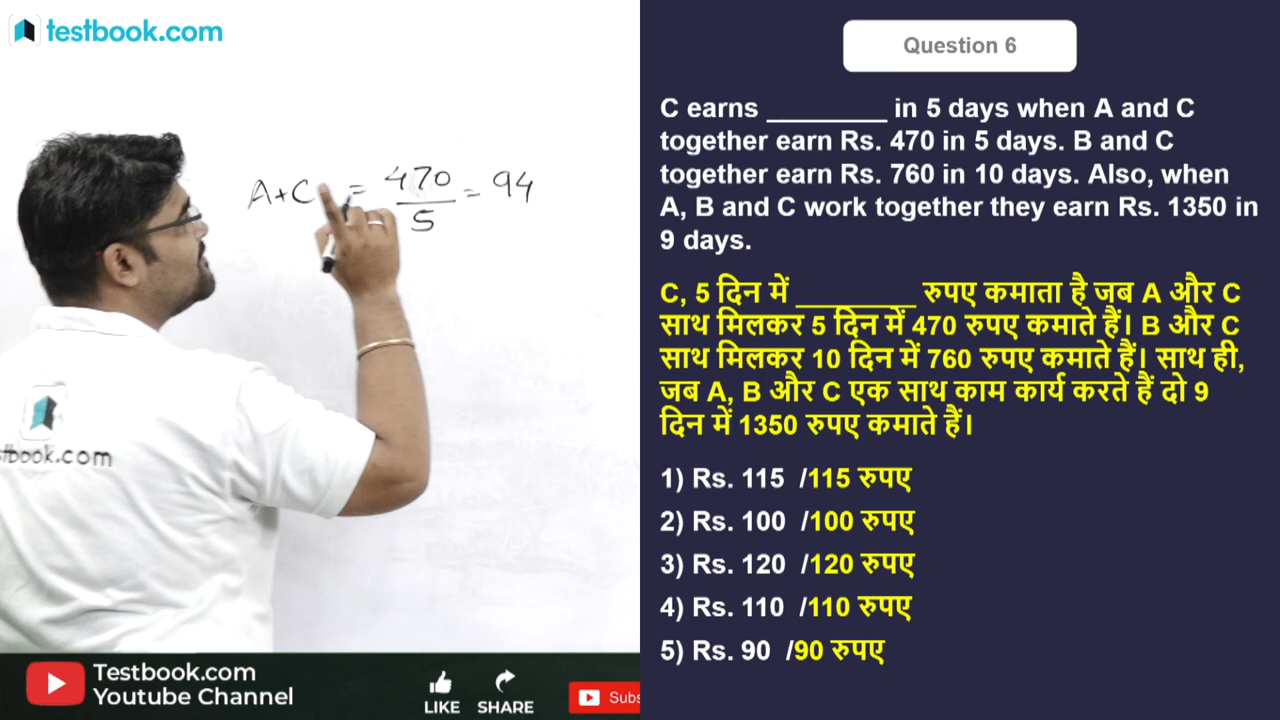 testbook.com
A+C = 470/5 = 94
stbook.com
Testbook.com
Youtube Channel
LIKE
SHARE
Subs
Question 6
C earns ________ in 5 days when A and C
together earn Rs. 470 in 5 days. B and C
together earn Rs. 760 in 10 days. Also, when
A, B and C work together they earn Rs. 1350 in
9 days.
C, 5 दिन में ________ रुपए कमाता है जब A और C
साथ मिलकर 5 दिन में 470 रुपए कमाते हैं। B और C
साथ मिलकर 10 दिन में 760 रुपए कमाते हैं। साथ ही,
जब A, B और C एक साथ काम कार्य करते हैं दो 9
दिन में 1350 रुपए कमाते हैं।
1) Rs. 115 /115 रुपए
2) Rs. 100 /100 रुपए
3) Rs. 120 /120 रुपए
4) Rs. 110 /110 रुपए
5) Rs. 90 /90 रुपए